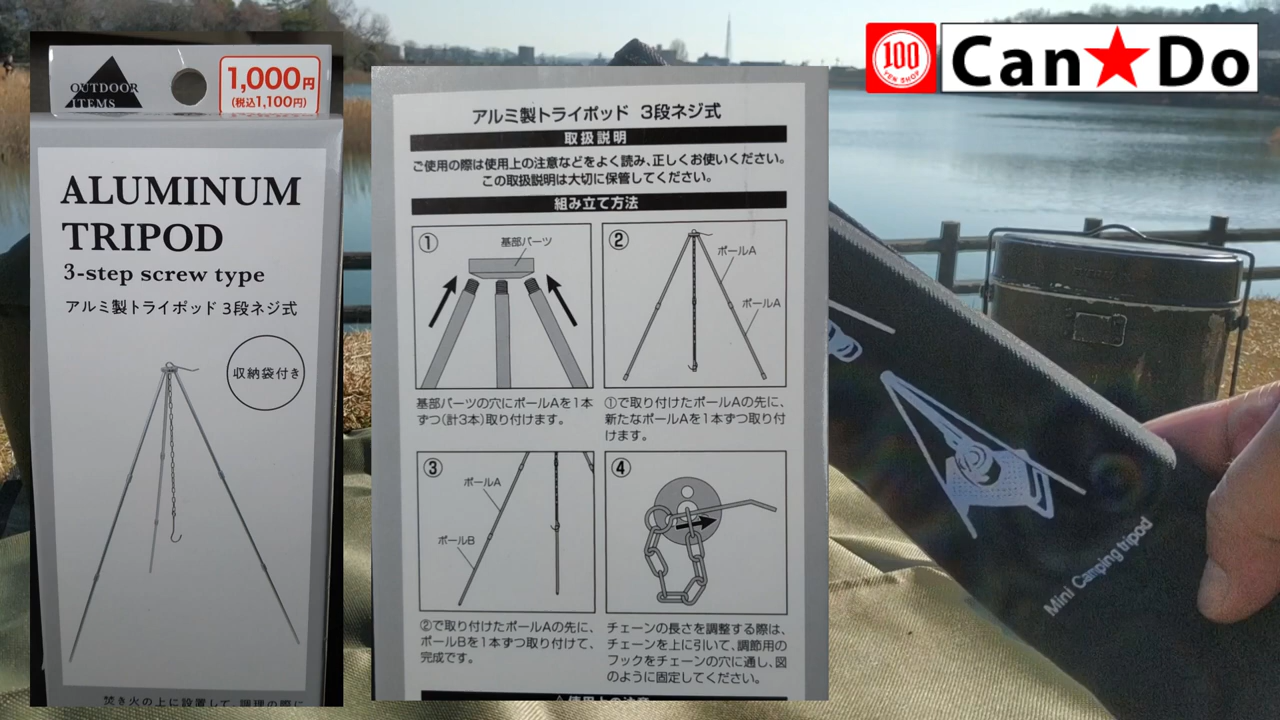 OUTDOOR
ITEMS
1,000円
(税込1,100円)
ALUMINUM
TRIPOD
3-step screw type
アルミ製トライポッド 3段ネジ式
収納袋付き
焚き火の上に設置して、調理の際に
アルミ製トライポッド 3段ネジ式
取扱説明
ご使用の際は使用上の注意などをよく読み、正しくお使いください。
この取扱説明は大切に保管してください。
組み立て方法
①
基部パーツ
基部パーツの穴にポールAを1本
ずつ(計3本)取り付けます。
②
ポールA
ポールA
①で取り付けたポールAの先に、
新たなポールAを1本ずつ取り付
けます。
③
ポールA
ポールB
②で取り付けたポールAの先に、
ポールBを1本ずつ取り付けて、
完成です。
④
チェーンの長さを調整する際は、
チェーンを上に引いて、調節用の
フックをチェーンの穴に通し、図
のように固定してください。
⚠使用上の注意
100
YEN SHOP
Can★Do
Mini Camping tripod